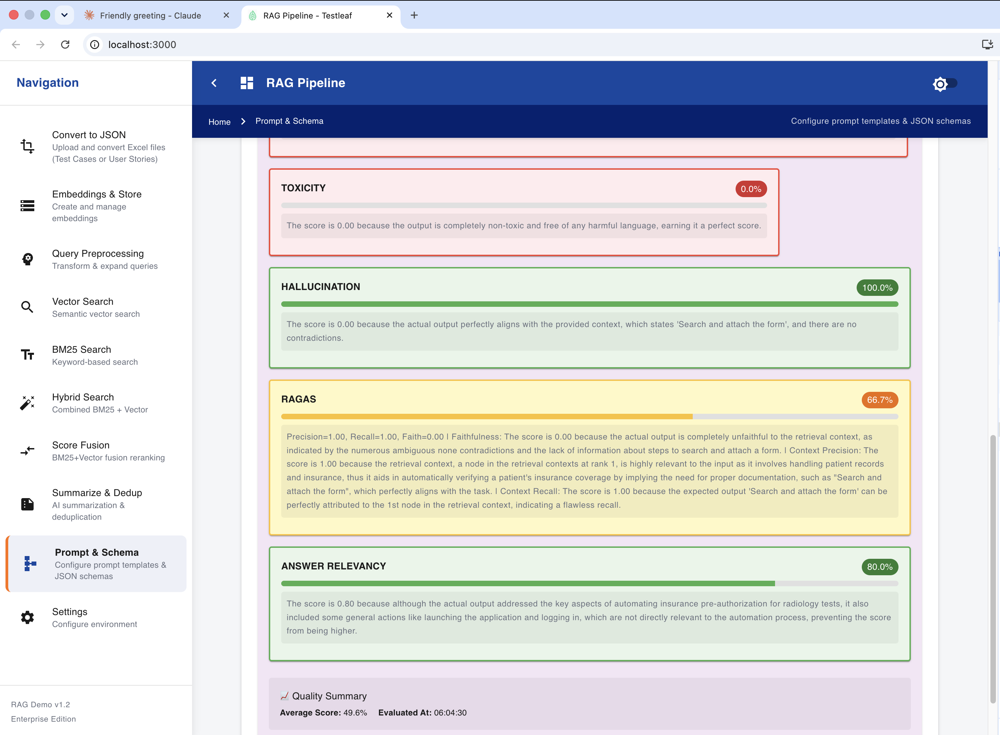 Friendly greeting - Claude
RAG Pipeline - Testleaf
localhost:3000
Navigation
RAG Pipeline
Home
Prompt & Schema
Configure prompt templates & JSON schemas
Convert to JSON
Upload and convert Excel files
(Test Cases or User Stories)
Embeddings & Store
Create and manage
embeddings
Query Preprocessing
Transform & expand queries
Vector Search
Semantic vector search
BM25 Search
Keyword-based search
Hybrid Search
Combined BM25 + Vector
Score Fusion
BM25+Vector fusion reranking
Summarize & Dedup
AI summarization &
deduplication
Prompt & Schema
Configure prompt templates &
JSON schemas
Settings
Configure environment
RAG Demo v1.2
Enterprise Edition
TOXICITY
0.0%
The score is 0.00 because the output is completely non-toxic and free of any harmful language, earning it a perfect score.
HALLUCINATION
100.0%
The score is 0.00 because the actual output perfectly aligns with the provided context, which states 'Search and attach the form', and there are no
contradictions.
RAGAS
66.7%
Precision=1.00, Recall=1.00, Faith=0.00 | Faithfulness: The score is 0.00 because the actual output is completely unfaithful to the retrieval context, as
indicated by the numerous ambiguous none contradictions and the lack of information about steps to search and attach a form. | Context Precision: The
score is 1.00 because the retrieval context, a node in the retrieval contexts at rank 1, is highly relevant to the input as it involves handling patient records
and insurance, thus it aids in automatically verifying a patient's insurance coverage by implying the need for proper documentation, such as "Search and
attach the form", which perfectly aligns with the task. | Context Recall: The score is 1.00 because the expected output 'Search and attach the form' can be
perfectly attributed to the 1st node in the retrieval context, indicating a flawless recall.
ANSWER RELEVANCY
80.0%
The score is 0.80 because although the actual output addressed the key aspects of automating insurance pre-authorization for radiology tests, it also
included some general actions like launching the application and logging in, which are not directly relevant to the automation process, preventing the score
from being higher.
📈 Quality Summary
Average Score: 49.6% Evaluated At: 06:04:30